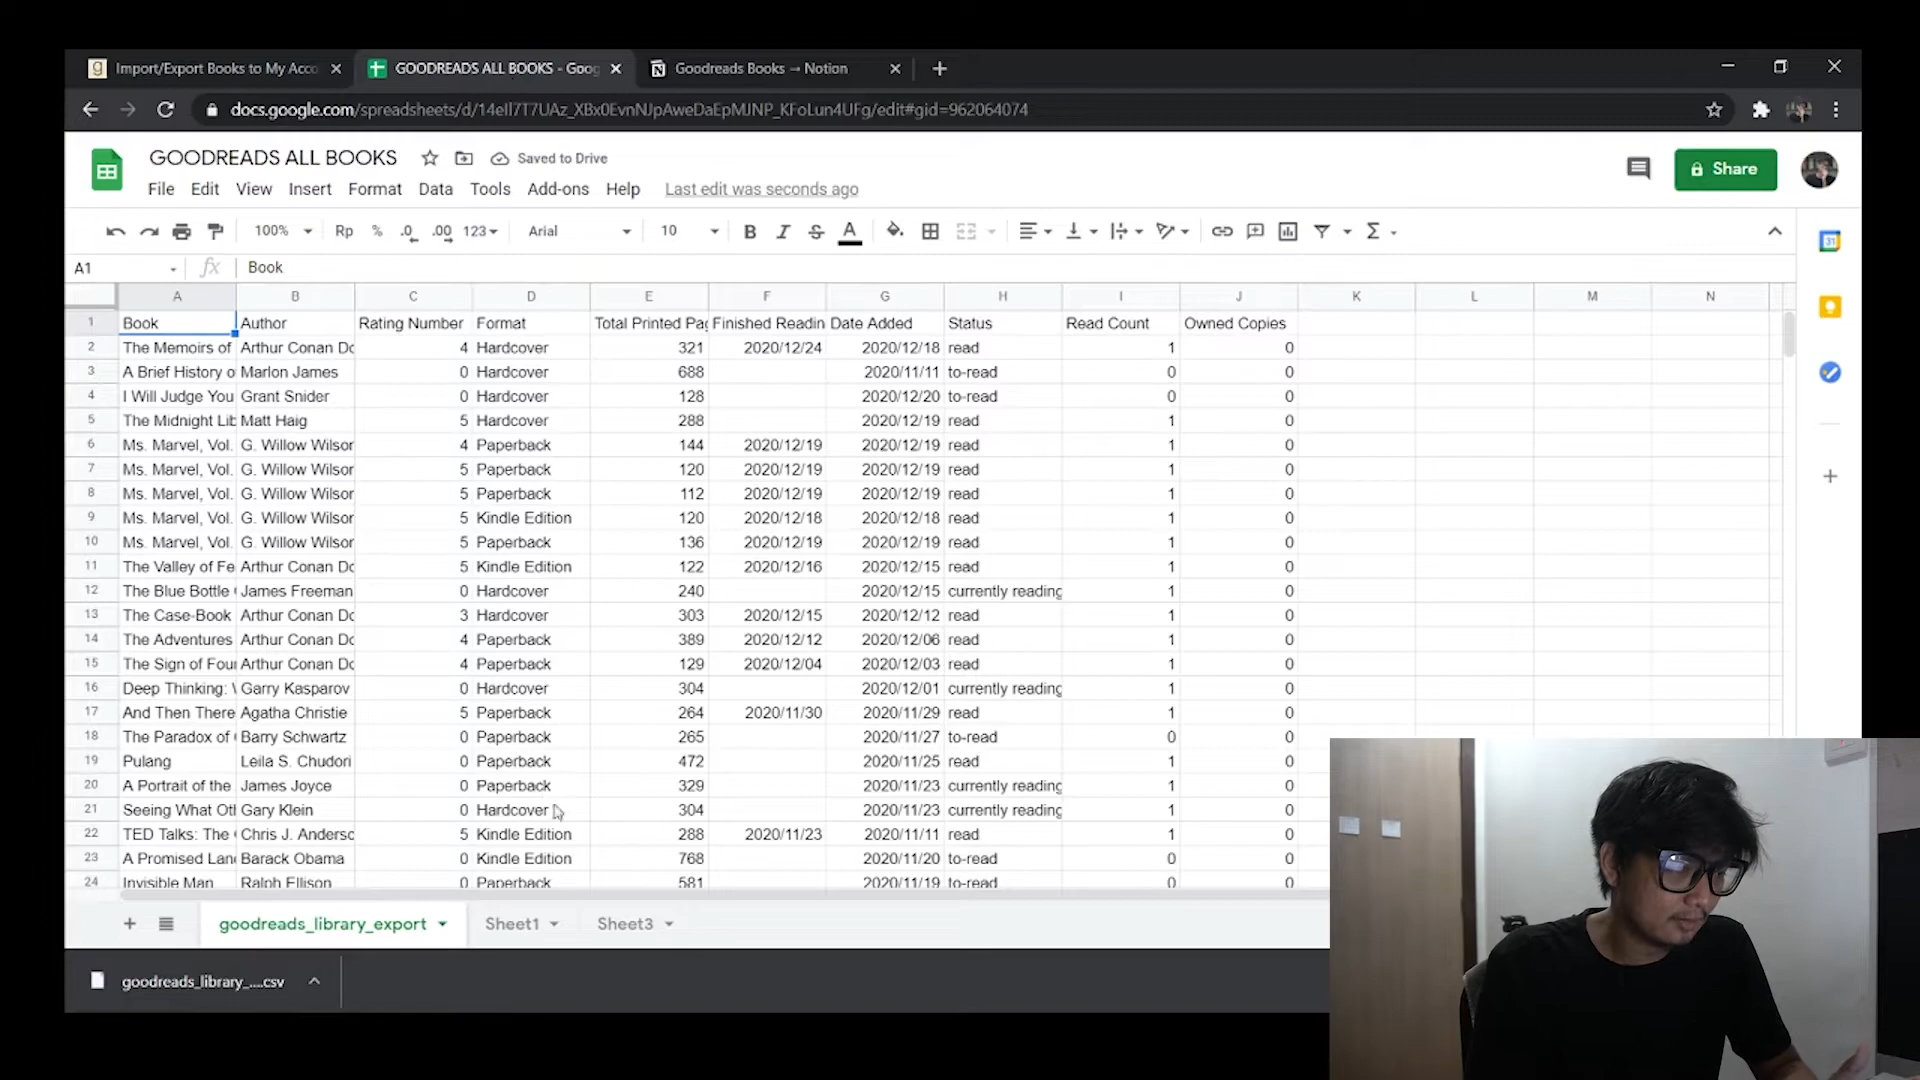 Import/Export Books to My Acco
GOODREADS ALL BOOKS - Goog
Goodreads Books → Notion
docs.google.com/spreadsheets/d/14eII7T7UAz_XBx0EvnNJpAweDaEpMJNP_KFoLun4UFg/edit#gid=962064074
GOODREADS ALL BOOKS Saved to Drive
Share
File Edit View Insert Format Data Tools Add-ons Help Last edit was seconds ago
100% Rp % .0 .00 123 Arial 10 B I S A Σ
A1 fx Book
A B C D E F G H I J K L M N
1 Book Author Rating Number Format Total Printed Pag Finished Readin Date Added Status Read Count Owned Copies
2 The Memoirs of Arthur Conan Do 4 Hardcover 321 2020/12/24 2020/12/18 read 1 0
3 A Brief History o Marlon James 0 Hardcover 688 2020/11/11 to-read 0 0
4 I Will Judge You Grant Snider 0 Hardcover 128 2020/12/20 to-read 0 0
5 The Midnight Lib Matt Haig 5 Hardcover 288 2020/12/19 read 1 0
6 Ms. Marvel, Vol. G. Willow Wilson 4 Paperback 144 2020/12/19 2020/12/19 read 1 0
7 Ms. Marvel, Vol. G. Willow Wilson 5 Paperback 120 2020/12/19 2020/12/19 read 1 0
8 Ms. Marvel, Vol. G. Willow Wilson 5 Paperback 112 2020/12/19 2020/12/19 read 1 0
9 Ms. Marvel, Vol. G. Willow Wilson 5 Kindle Edition 120 2020/12/18 2020/12/18 read 1 0
10 Ms. Marvel, Vol. G. Willow Wilson 5 Paperback 136 2020/12/19 2020/12/19 read 1 0
11 The Valley of Fe Arthur Conan Do 5 Kindle Edition 122 2020/12/16 2020/12/15 read 1 0
12 The Blue Bottle James Freeman 0 Hardcover 240 2020/12/15 currently reading 1 0
13 The Case-Book Arthur Conan Do 3 Hardcover 303 2020/12/15 2020/12/12 read 1 0
14 The Adventures Arthur Conan Do 4 Paperback 389 2020/12/12 2020/12/06 read 1 0
15 The Sign of Four Arthur Conan Do 4 Paperback 129 2020/12/04 2020/12/03 read 1 0
16 Deep Thinking: Garry Kasparov 0 Hardcover 304 2020/12/01 currently reading 1 0
17 And Then There Agatha Christie 5 Paperback 264 2020/11/30 2020/11/29 read 1 0
18 The Paradox of Barry Schwartz 0 Paperback 265 2020/11/27 to-read 0 0
19 Pulang Leila S. Chudori 0 Paperback 472 2020/11/25 read 1
20 A Portrait of the James Joyce 0 Paperback 329 2020/11/23 currently reading 1 0
21 Seeing What Oth Gary Klein 0 Hardcover 304 2020/11/23 currently reading 1 0
22 TED Talks: The Chris J. Anderso 5 Kindle Edition 288 2020/11/23 2020/11/11 read 1 0
23 A Promised Lan Barack Obama 0 Kindle Edition 768 2020/11/20 to-read 0 0
24 Invisible Man Ralph Ellison 0 Paperback 581 2020/11/19 to-read 0 0
goodreads_library_export Sheet1 Sheet3
goodreads_library_....csv